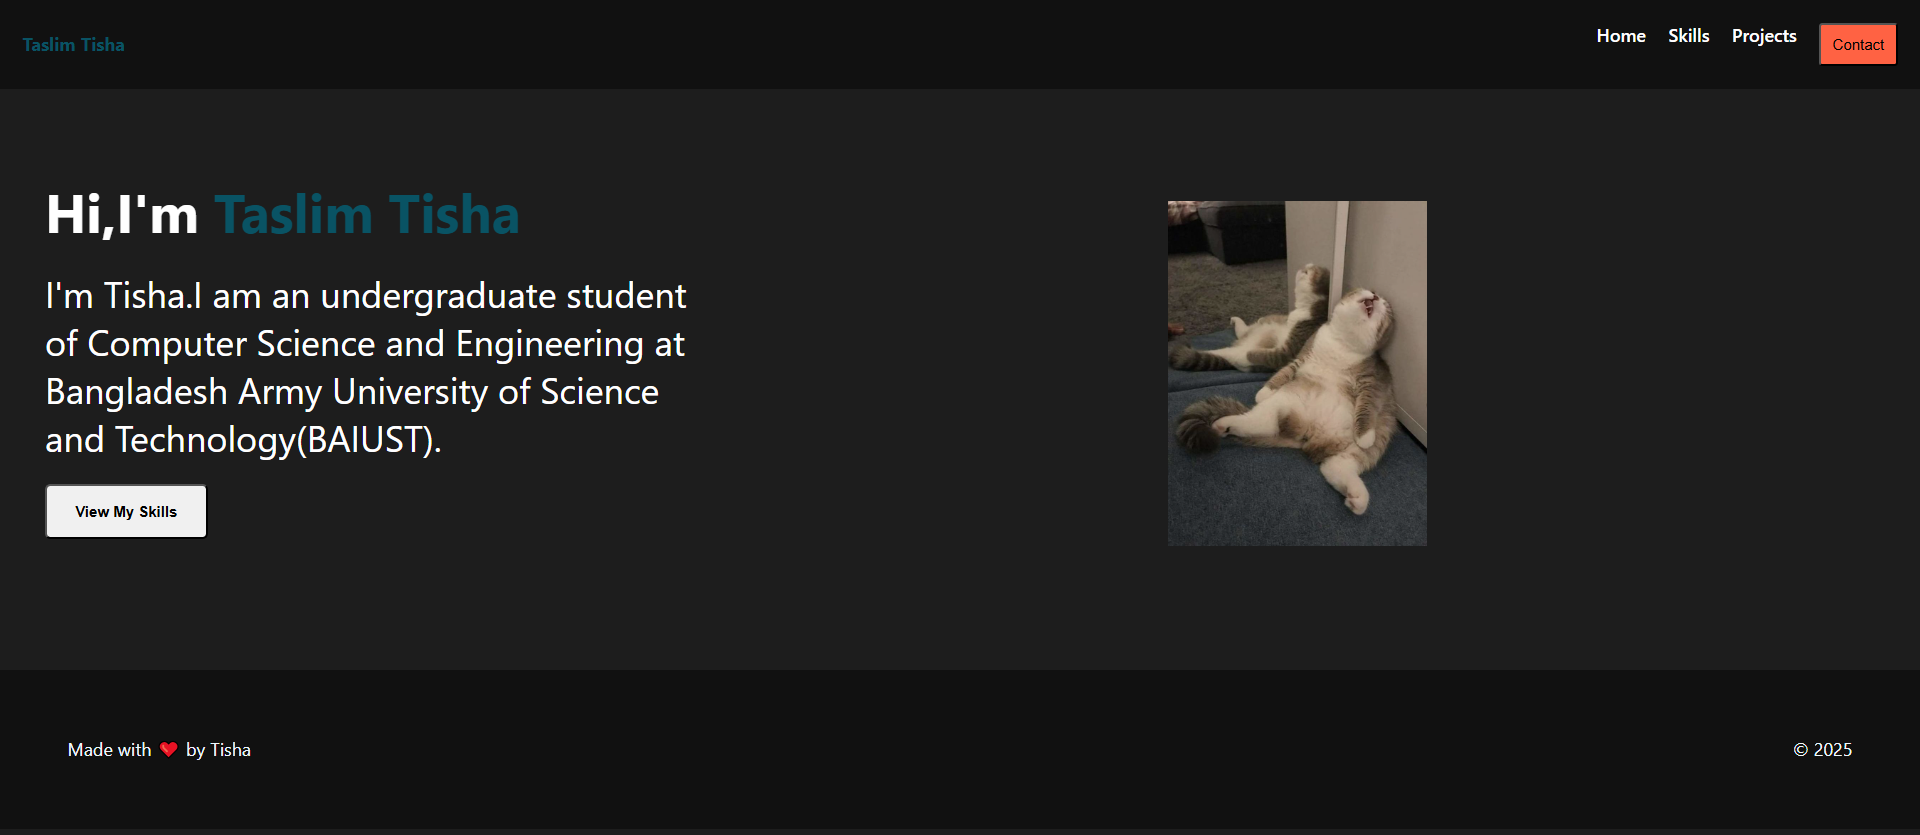 Taslim Tisha
Home Skills Projects Contact
Hi,I'm Taslim Tisha
I'm Tisha.I am an undergraduate student
of Computer Science and Engineering at
Bangladesh Army University of Science
and Technology(BAIUST).
View My Skills
Made with ❤️ by Tisha
© 2025